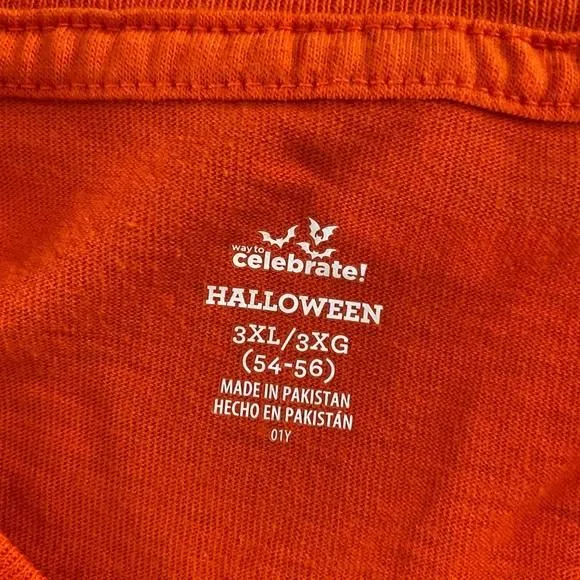 way to
celebrate!
HALLOWEEN
3XL/3XG
(54-56)
MADE IN PAKISTAN
HECHO EN PAKISTÁN
01Y